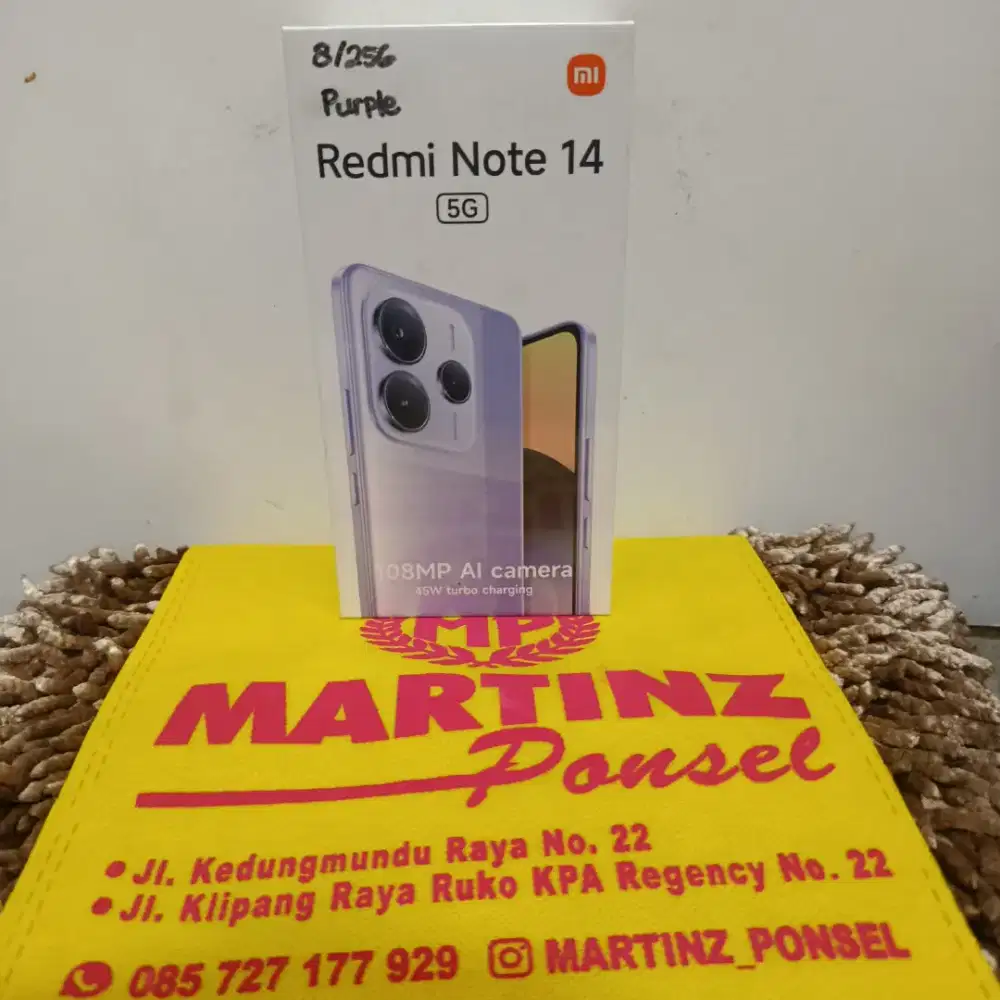 8/256
Purple
mi
Redmi Note 14
5G
108MP AI camera
45W turbo charging
MP
MARTINZ
Ponsel
• Jl. Kedungmundu Raya No. 22
• Jl. Klipang Raya Ruko KPA Regency No. 22
085 727 177 929 MARTINZ_PONSEL